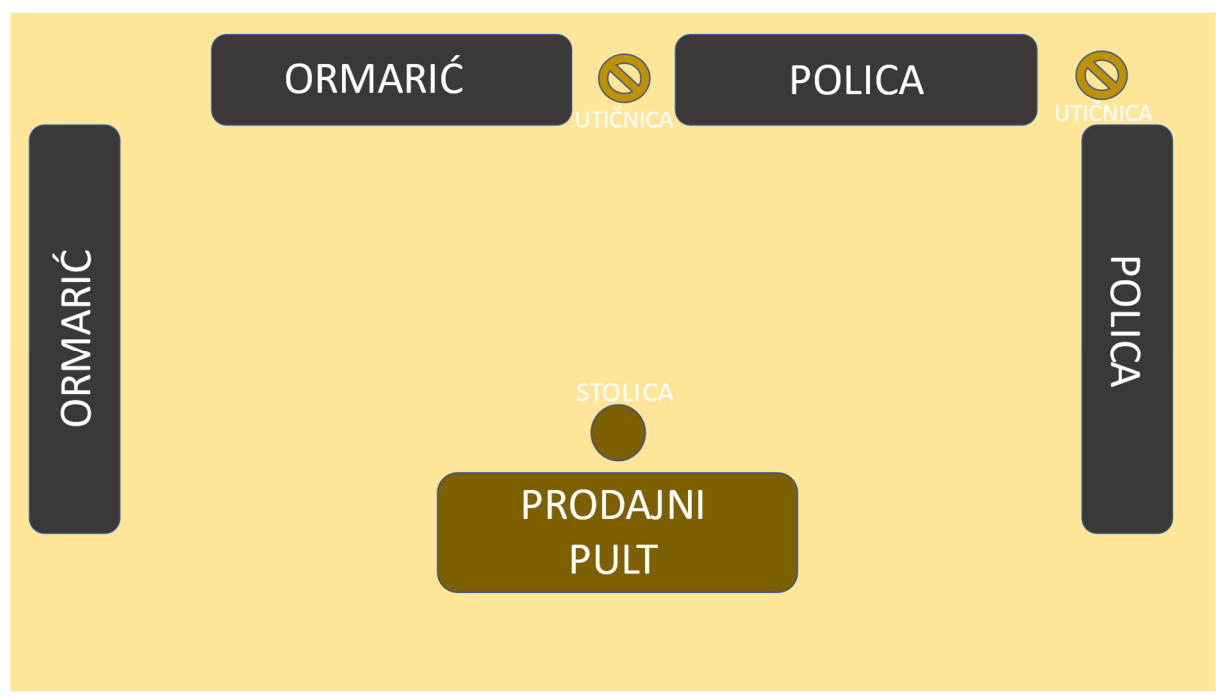 ORMARIĆ
POLICA
UTIČNICA
UTIČNICA
ORMARIĆ
POLICA
STOLICA
PRODAJNI
PULT